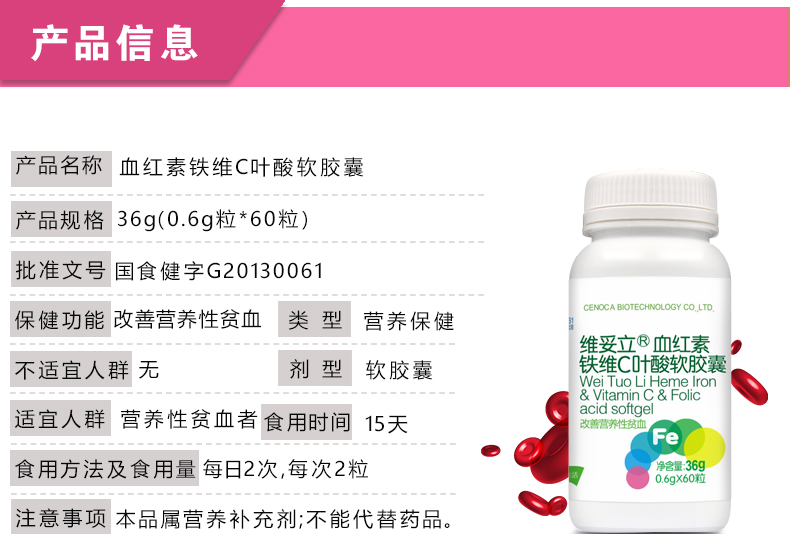 产品信息
产品名称 血红素铁维C叶酸软胶囊
产品规格 36g(0.6g粒*60粒)
批准文号 国食健字G20130061
保健功能 改善营养性贫血 类 型 营养保健
不适宜人群 无 剂 型 软胶囊
适宜人群 营养性贫血者 食用时间 15天
食用方法及食用量 每日2次,每次2粒
注意事项 本品属营养补充剂;不能代替药品。
CENOCA BIOTECHNOLOGY CO.,LTD.
维妥立®血红素
铁维C叶酸软胶囊
Wei Tuo Li Heme Iron
& Vitamin C & Folic
acid softgel
改善营养性贫血
Fe
净含量:36g
0.6gX60粒